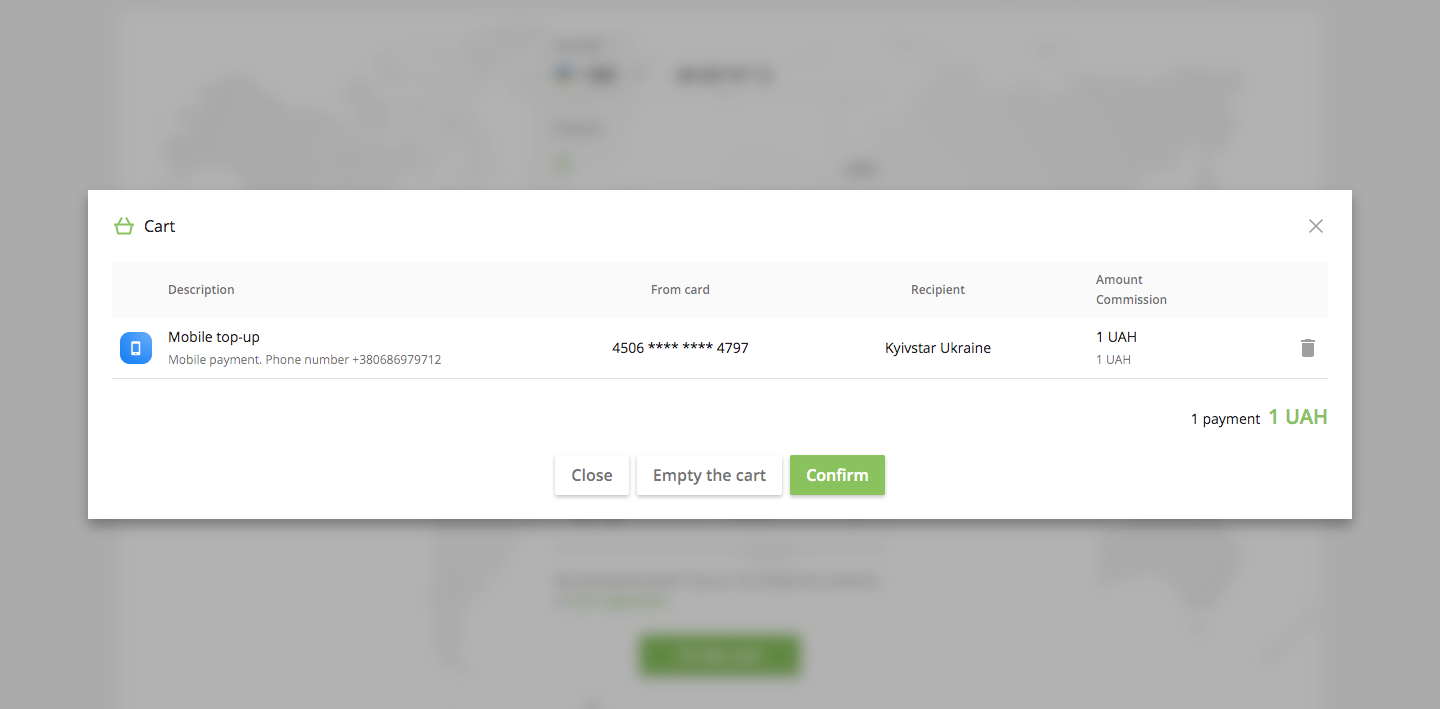 Cart
Description
From card
Recipient
Amount
Commission
Mobile top-up
Mobile payment. Phone number +380686979712
4506 **** **** 4797
Kyivstar Ukraine
1 UAH
1 UAH
1 payment 1 UAH
Close
Empty the cart
Confirm